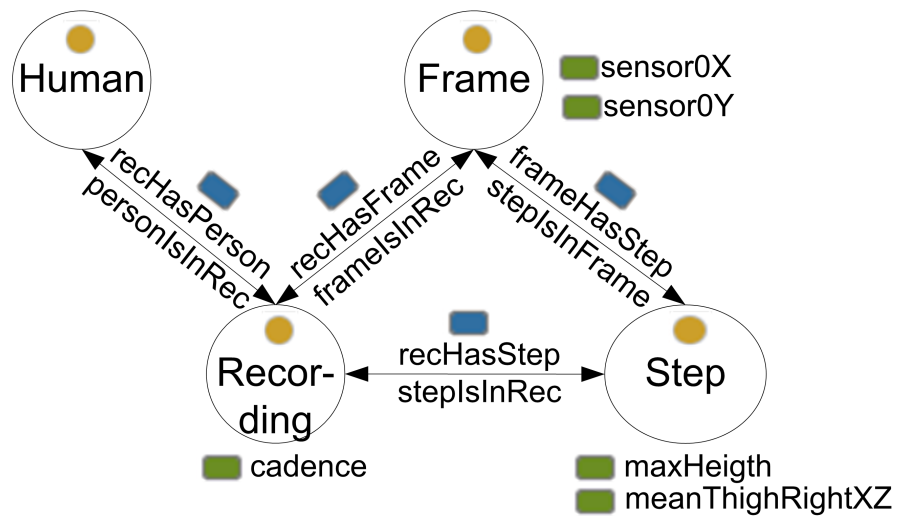 Human
Frame
sensor0X
sensor0Y
recHasPerson
personIsInRec
recHasFrame
frameIsInRec
frameHasStep
stepIsInFrame
recHasStep
stepIsInRec
Recor-
ding
Step
cadence
maxHeigth
meanThighRightXZ